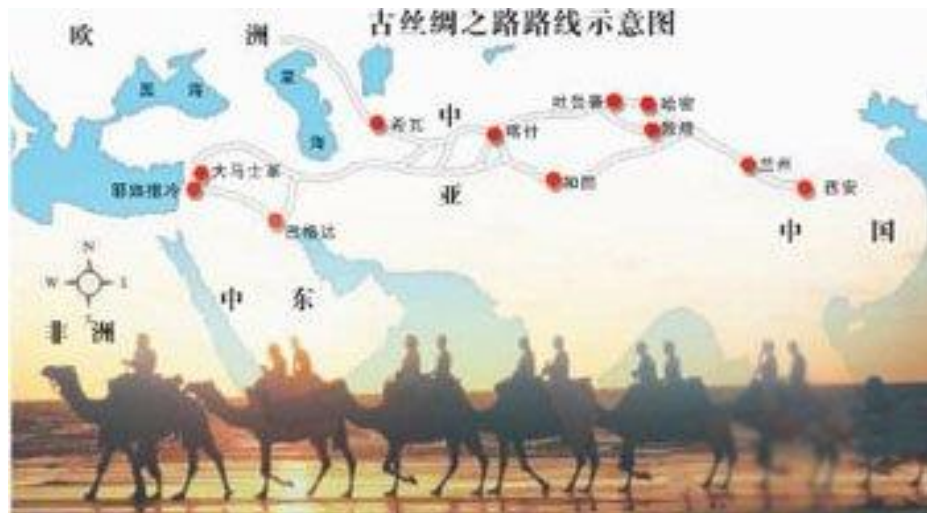 古丝绸之路路线示意图
欧 洲
黑 海
里 海
中 亚
希瓦
喀什
吐鲁番
哈密
敦煌
和田
兰州
西安
大马士革
耶路撒冷
巴格达
中 国
中 东
非 洲
N
W